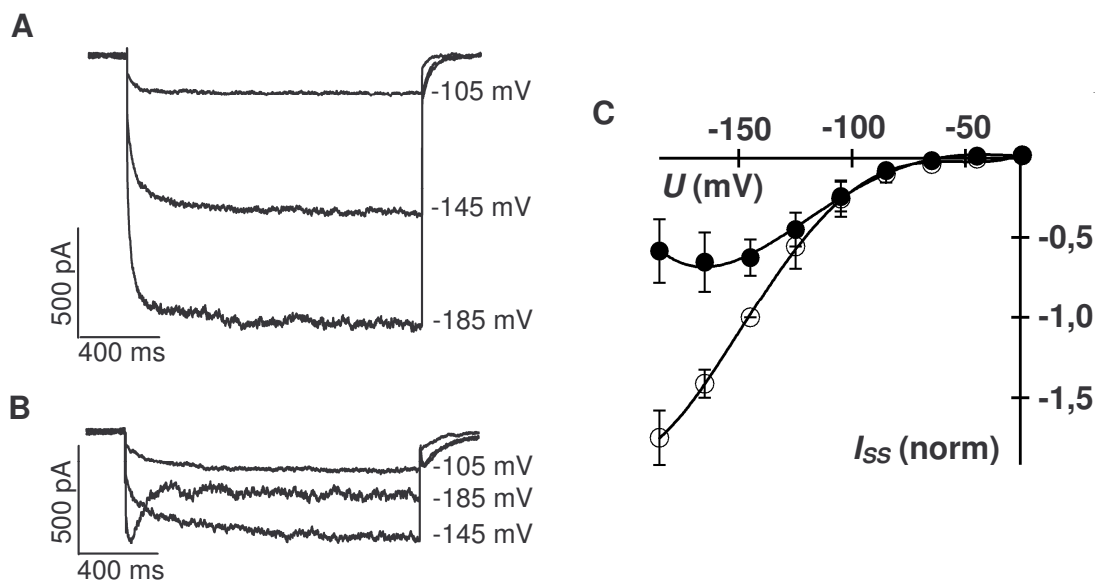 A
-105 mV
-145 mV
-185 mV
500 pA
400 ms
B
-105 mV
-185 mV
-145 mV
500 pA
400 ms
C
-150 -100 -50
U (mV)
-0,5
-1,0
-1,5
ISS (norm)